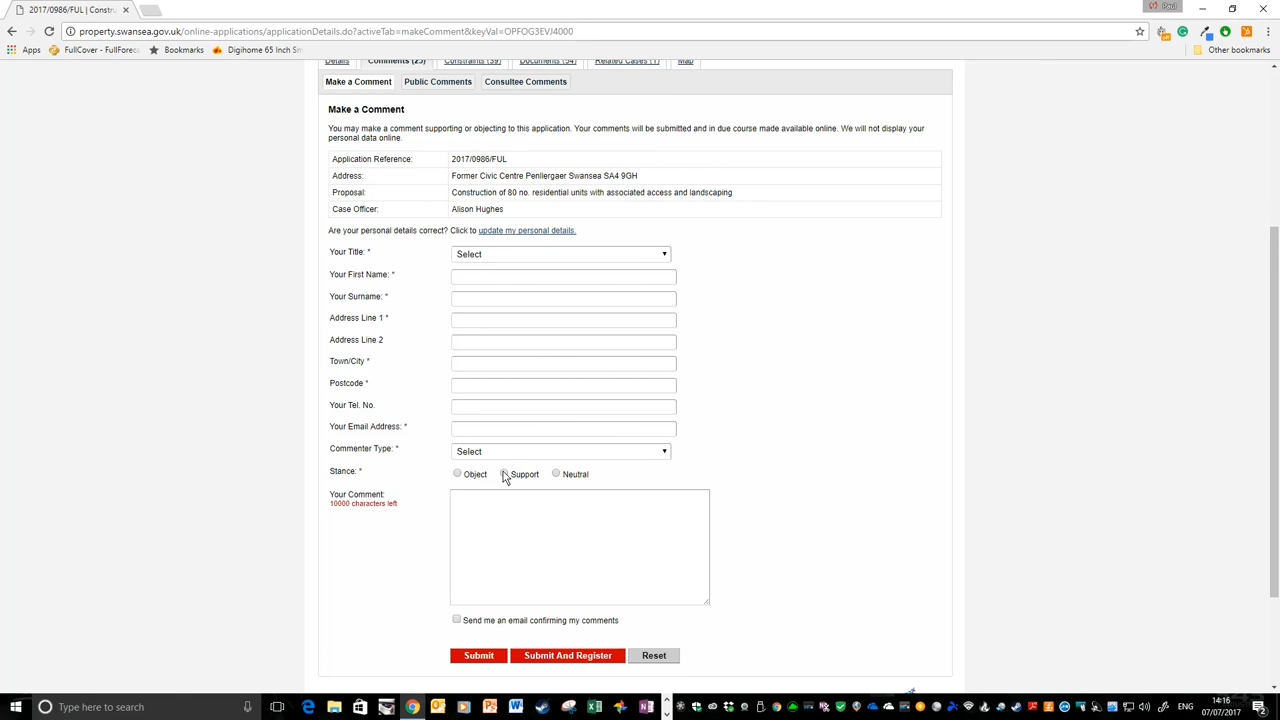 2017/0986/FUL | Constru
Paul
property.swansea.gov.uk/online-applications/applicationDetails.do?activeTab=makeComment&keyVal=OPFOG3EVJ4000
Apps FullCover - FullForeca Bookmarks Digihome 65 Inch Sm Other bookmarks
Details Comments (25) Constraints (39) Documents (54) Related Cases (1) Map
Make a Comment Public Comments Consultee Comments
Make a Comment
You may make a comment supporting or objecting to this application. Your comments will be submitted and in due course made available online. We will not display your
personal data online.
Application Reference: 2017/0986/FUL
Address: Former Civic Centre Penllergaer Swansea SA4 9GH
Proposal: Construction of 80 no. residential units with associated access and landscaping
Case Officer: Alison Hughes
Are your personal details correct? Click to update my personal details.
Your Title: * Select
Your First Name: *
Your Surname: *
Address Line 1 *
Address Line 2
Town/City *
Postcode *
Your Tel. No.
Your Email Address: *
Commenter Type: * Select
Stance: * Object Support Neutral
Your Comment:
10000 characters left
Send me an email confirming my comments
Submit Submit And Register Reset
Type here to search
ENG
14:16
07/07/2017